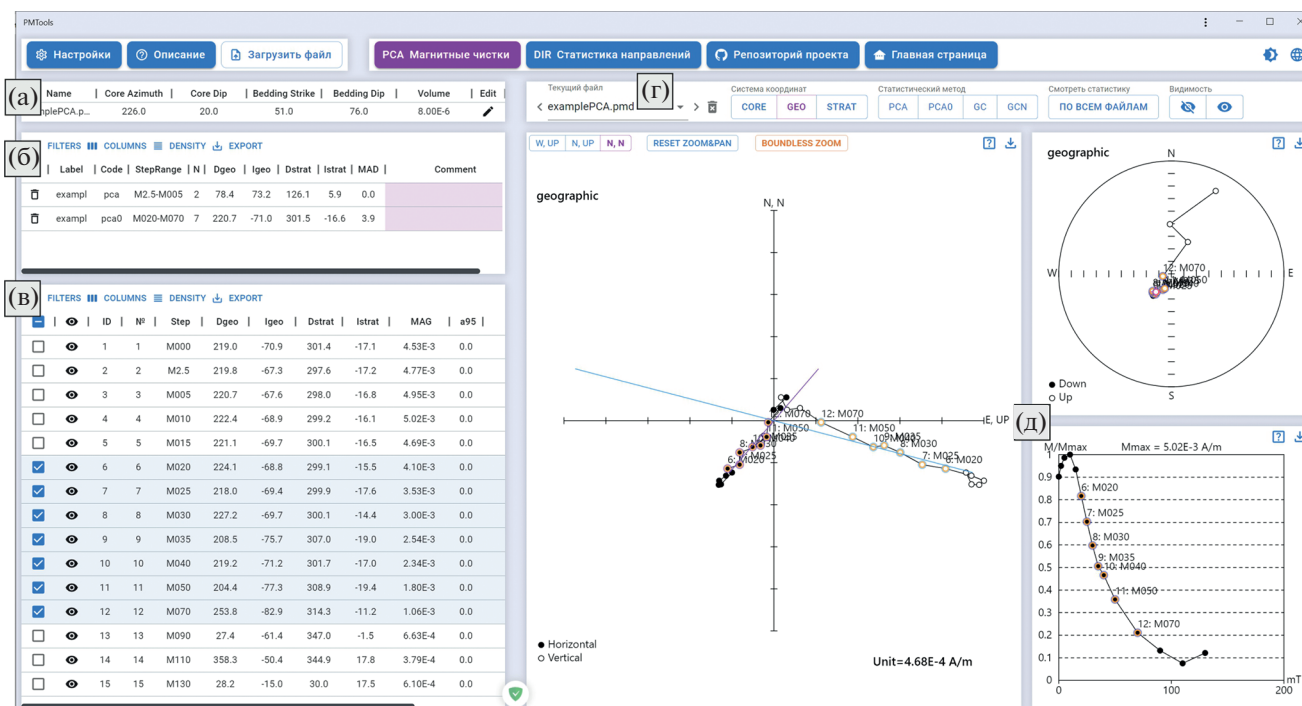 PMTools
Настройки Описание Загрузить файл PCA Магнитные чистки DIR Статистика направлений Репозиторий проекта Главная страница
(а)
Name Core Azimuth Core Dip Bedding Strike Bedding Dip Volume Edit
mplePCA.p... 226.0 20.0 51.0 76.0 8.00E-6
(б)
FILTERS COLUMNS DENSITY EXPORT
Label Code StepRange N Dgeo Igeo Dstrat Istrat MAD Comment
exampl pca M2.5-M005 2 78.4 73.2 126.1 5.9 0.0
exampl pca0 M020-M070 7 220.7 -71.0 301.5 -16.6 3.9
(в)
FILTERS COLUMNS DENSITY EXPORT
ID Nº Step Dgeo Igeo Dstrat Istrat MAG a95
1 1 M000 219.0 -70.9 301.4 -17.1 4.53E-3 0.0
2 2 M2.5 219.8 -67.3 297.6 -17.2 4.77E-3 0.0
3 3 M005 220.7 -67.6 298.0 -16.8 4.95E-3 0.0
4 4 M010 222.4 -68.9 299.2 -16.1 5.02E-3 0.0
5 5 M015 221.1 -69.7 300.1 -16.5 4.69E-3 0.0
6 6 M020 224.1 -68.8 299.1 -15.5 4.10E-3 0.0
7 7 M025 218.0 -69.4 299.9 -17.6 3.53E-3 0.0
8 8 M030 227.2 -69.7 300.1 -14.4 3.00E-3 0.0
9 9 M035 208.5 -75.7 307.0 -19.0 2.54E-3 0.0
10 10 M040 219.2 -71.2 301.7 -17.0 2.34E-3 0.0
11 11 M050 204.4 -77.3 308.9 -19.4 1.80E-3 0.0
12 12 M070 253.8 -82.9 314.3 -11.2 1.06E-3 0.0
13 13 M090 27.4 -61.4 347.0 -1.5 6.63E-4 0.0
14 14 M110 358.3 -50.4 344.9 17.8 3.79E-4 0.0
15 15 M130 28.2 -15.0 30.0 17.5 6.10E-4 0.0
(г)
Текущий файл Система координат Статистический метод Смотреть статистику Видимость
examplePCA.pmd CORE GEO STRAT PCA PCA0 GC GCN ПО ВСЕМ ФАЙЛАМ
W, UP N, UP N, N RESET ZOOM&PAN BOUNDLESS ZOOM
geographic
N, N
E, UP
12: M070
11: M050
8: M030
7: M025
6: M020
12: M070
11: M050
10: M040
9: M035
8: M030
7: M025
6: M020
Horizontal
Vertical
Unit=4.68E-4 A/m
geographic
N
W
E
S
12: M070
Down
Up
(д)
M/Mmax Mmax = 5.02E-3 A/m
0.9
0.8
0.7
0.6
0.5
0.4
0.3
0.2
0.1
0
6: M020
7: M025
8: M030
9: M035
10: M040
11: M050
12: M070
0 100 200
mT